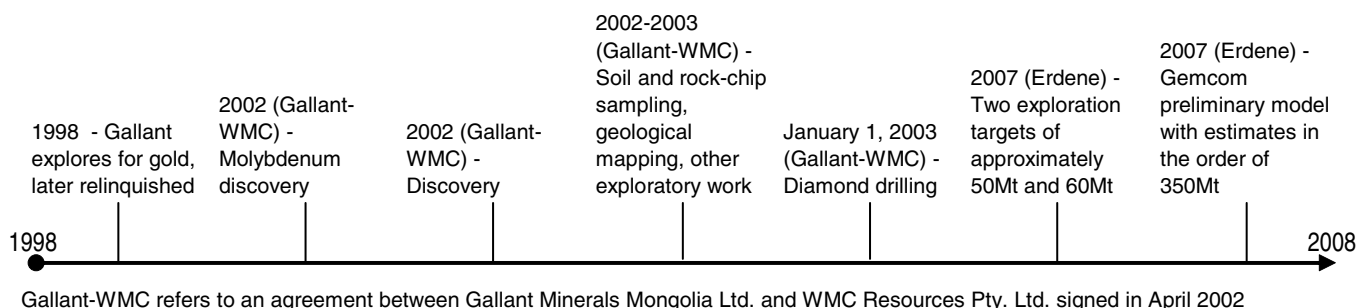 1998 - Gallant
explores for gold,
later relinquished
2002 (Gallant-
WMC) -
Molybdenum
discovery
2002 (Gallant-
WMC) -
Discovery
2002-2003
(Gallant-WMC) -
Soil and rock-chip
sampling,
geological
mapping, other
exploratory work
January 1, 2003
(Gallant-WMC) -
Diamond drilling
2007 (Erdene) -
Two exploration
targets of
approximately
50Mt and 60Mt
2007 (Erdene) -
Gemcom
preliminary model
with estimates in
the order of
350Mt
1998
2008
Gallant-WMC refers to an agreement between Gallant Minerals Mongolia Ltd. and WMC Resources Pty. Ltd. signed in April 2002